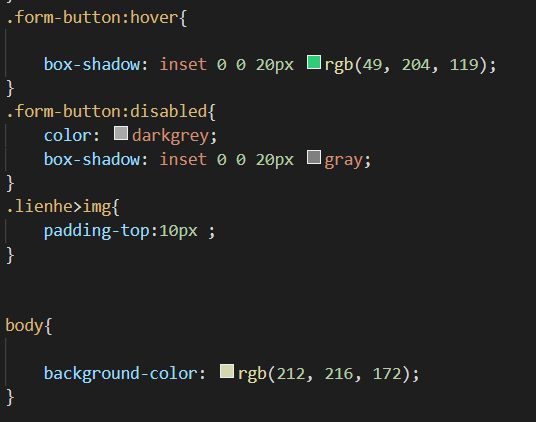 .form-button:hover{
box-shadow: inset 0 0 20px rgb(49, 204, 119);
}
.form-button:disabled{
color: darkgrey;
box-shadow: inset 0 0 20px gray;
}
.lienhe>img{
padding-top:10px ;
}
body{
background-color: rgb(212, 216, 172);
}